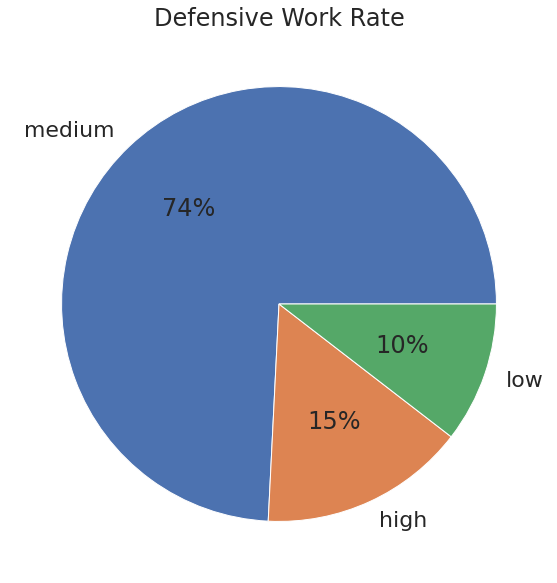 Defensive Work Rate
medium
74%
10%
low
15%
high